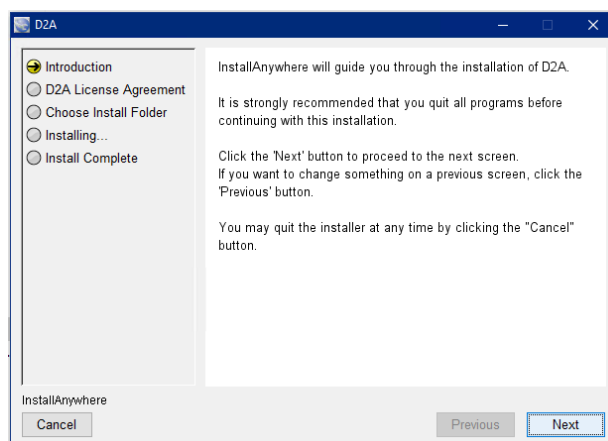 D2A
Introduction
D2A License Agreement
Choose Install Folder
Installing...
Install Complete
InstallAnywhere will guide you through the installation of D2A.
It is strongly recommended that you quit all programs before
continuing with this installation.
Click the 'Next' button to proceed to the next screen.
If you want to change something on a previous screen, click the
'Previous' button.
You may quit the installer at any time by clicking the "Cancel"
button.
InstallAnywhere
Cancel
Previous
Next